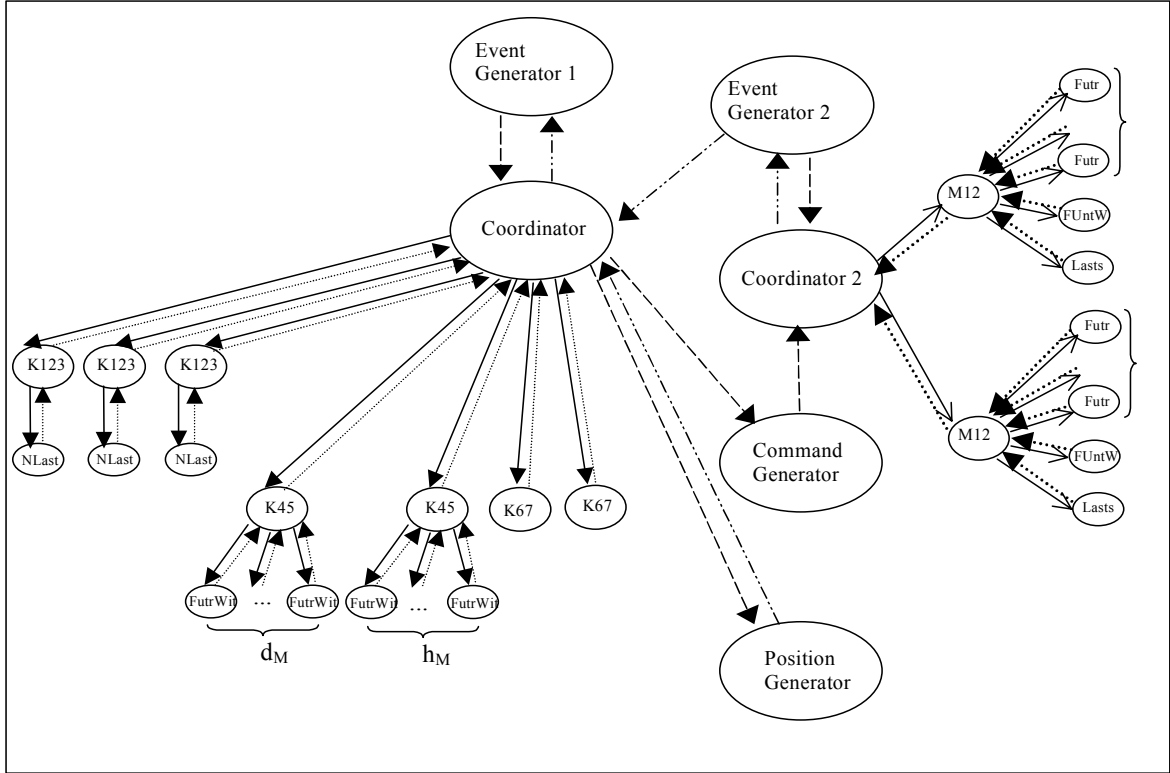 Event
Generator 1
Event
Generator 2
Futr
Futr
M12
FUntW
Lasts
Coordinator
Coordinator 2
K123
K123
K123
NLast
NLast
NLast
Futr
Futr
M12
FUntW
Lasts
Command
Generator
K45
K45
K67
K67
FutrWit
...
FutrWit
FutrWit
...
FutrWit
dM
hM
Position
Generator